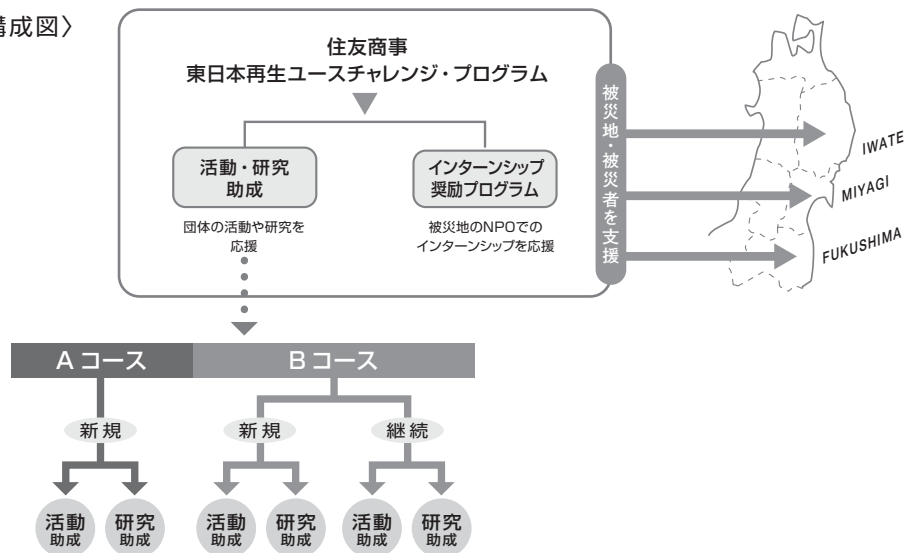 構成図〉
住友商事
東日本再生ユースチャレンジ・プログラム
活動・研究
助成
インターンシップ
奨励プログラム
団体の活動や研究を
応援
被災地のNPOでの
インターンシップを応援
被災地・被災者を支援
IWATE
MIYAGI
FUKUSHIMA
Aコース
Bコース
新規
新規
継続
活動
助成
研究
助成
活動
助成
研究
助成
活動
助成
研究
助成